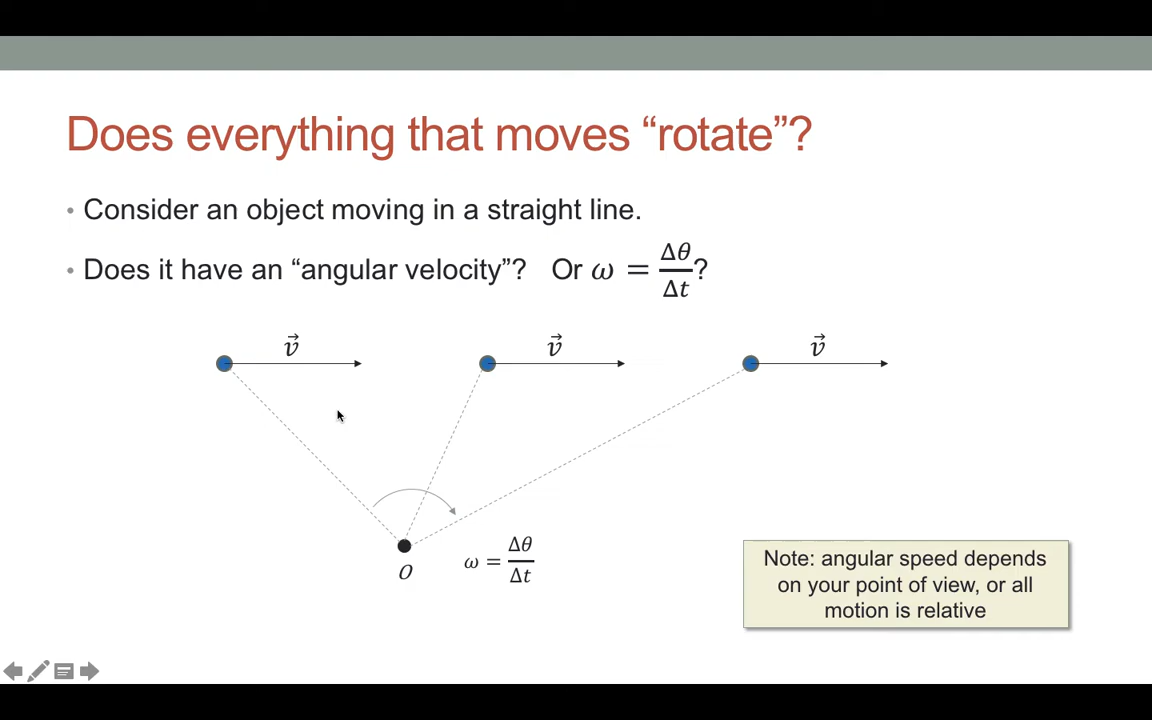 Does everything that moves “rotate”?
• Consider an object moving in a straight line.
• Does it have an “angular velocity”? Or ω = Δθ/Δt?
v⃗ v⃗ v⃗
O ω = Δθ/Δt
Note: angular speed depends
on your point of view, or all
motion is relative